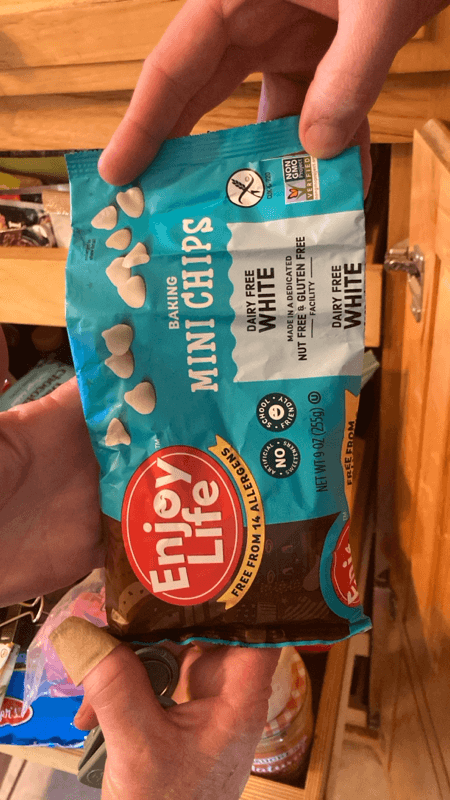 Enjoy
Life
™
FREE FROM 14 ALLERGENS
BAKING
MINI CHIPS
DAIRY FREE
WHITE
MADE IN A DEDICATED
NUT FREE & GLUTEN FREE
FACILITY
NO
ARTIFICIAL
SWEETENERS
SCHOOL
FRIENDLY
NET WT 9 OZ (255g)
NON
GMO
Project
VERIFIED
DAIRY FREE
WHITE
FREE FROM